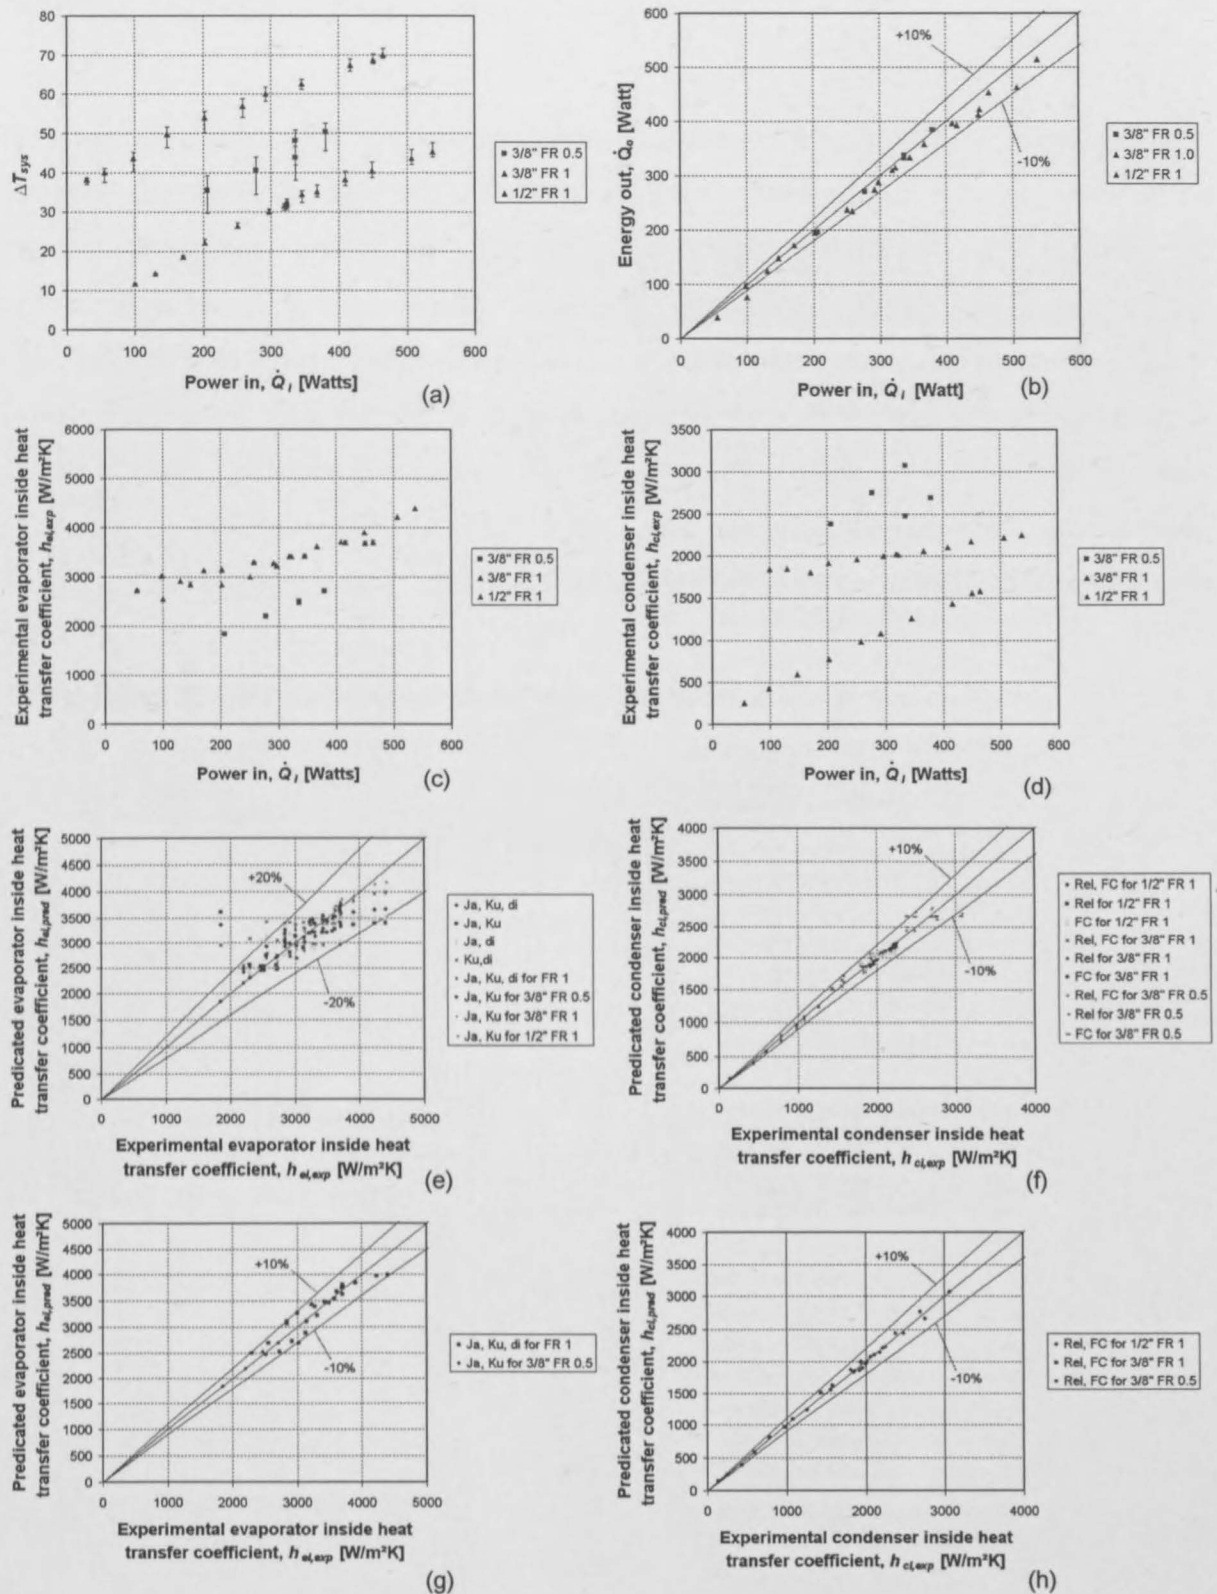 80
70
60
50
40
30
20
10
0
ΔTsys
0 100 200 300 400 500 600
Power in, Q̇i [Watts]
(a)
3/8" FR 0.5
3/8" FR 1
1/2" FR 1
600
500
400
300
200
100
0
Energy out, Q̇o [Watt]
+10%
-10%
0 100 200 300 400 500 600
Power in, Q̇i [Watt]
(b)
3/8" FR 0.5
3/8" FR 1.0
1/2" FR 1
6000
5000
4000
3000
2000
1000
0
Experimental evaporator inside heat
transfer coefficient, hei,exp [W/m²K]
0 100 200 300 400 500 600
Power in, Q̇i [Watts]
(c)
3/8" FR 0.5
3/8" FR 1
1/2" FR 1
3500
3000
2500
2000
1500
1000
500
0
Experimental condenser inside heat
transfer coefficient, hci,exp [W/m²K]
0 100 200 300 400 500 600
Power in, Q̇i [Watts]
(d)
3/8" FR 0.5
3/8" FR 1
1/2" FR 1
5000
4500
4000
3500
3000
2500
2000
1500
1000
500
0
Predicated evaporator inside heat
transfer coefficient, hei,pred [W/m²K]
+20%
-20%
0 1000 2000 3000 4000 5000
Experimental evaporator inside heat
transfer coefficient, hei,exp [W/m²K]
(e)
Ja, Ku, di
Ja, Ku
Ja, di
Ku,di
Ja, Ku, di for FR 1
Ja, Ku for 3/8" FR 0.5
Ja, Ku for 3/8" FR 1
Ja, Ku for 1/2" FR 1
4000
3500
3000
2500
2000
1500
1000
500
0
Predicated condenser inside heat
transfer coefficient, hci,pred [W/m²K]
+10%
-10%
0 1000 2000 3000 4000
Experimental condenser inside heat
transfer coefficient, hci,exp [W/m²K]
(f)
Rel, FC for 1/2" FR 1
Rel for 1/2" FR 1
FC for 1/2" FR 1
Rel, FC for 3/8" FR 1
Rel for 3/8" FR 1
FC for 3/8" FR 1
Rel, FC for 3/8" FR 0.5
Rel for 3/8" FR 0.5
FC for 3/8" FR 0.5
5000
4500
4000
3500
3000
2500
2000
1500
1000
500
0
Predicated evaporator inside heat
transfer coefficient, hei,pred [W/m²K]
+10%
-10%
0 1000 2000 3000 4000 5000
Experimental evaporator inside heat
transfer coefficient, hei,exp [W/m²K]
(g)
Ja, Ku, di for FR 1
Ja, Ku for 3/8" FR 0.5
4000
3500
3000
2500
2000
1500
1000
500
0
Predicated condenser inside heat
transfer coefficient, hci,pred [W/m²K]
+10%
-10%
0 1000 2000 3000 4000
Experimental condenser inside heat
transfer coefficient, hci,exp [W/m²K]
(h)
Rel, FC for 1/2" FR 1
Rel, FC for 3/8" FR 1
Rel, FC for 3/8" FR 0.5